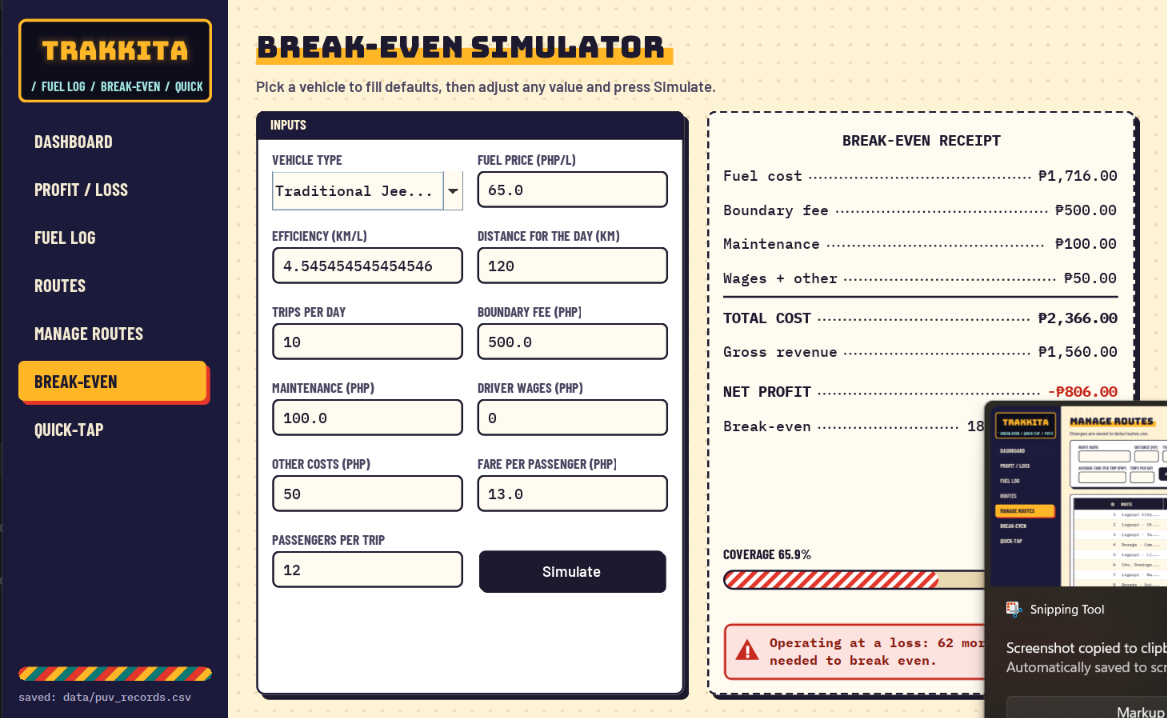 TRAKKITA
/ FUEL LOG / BREAK-EVEN / QUICK
DASHBOARD
PROFIT / LOSS
FUEL LOG
ROUTES
MANAGE ROUTES
BREAK-EVEN
QUICK-TAP
saved: data/puv_records.csv
BREAK-EVEN SIMULATOR
Pick a vehicle to fill defaults, then adjust any value and press Simulate.
INPUTS
VEHICLE TYPE
Traditional Jee...
FUEL PRICE (PHP/L)
65.0
EFFICIENCY (KM/L)
4.545454545454546
DISTANCE FOR THE DAY (KM)
120
TRIPS PER DAY
10
BOUNDARY FEE (PHP)
500.0
MAINTENANCE (PHP)
100.0
DRIVER WAGES (PHP)
0
OTHER COSTS (PHP)
50
FARE PER PASSENGER (PHP)
13.0
PASSENGERS PER TRIP
12
Simulate
BREAK-EVEN RECEIPT
Fuel cost ₱1,716.00
Boundary fee ₱500.00
Maintenance ₱100.00
Wages + other ₱50.00
TOTAL COST ₱2,366.00
Gross revenue ₱1,560.00
NET PROFIT -₱806.00
Break-even 18
COVERAGE 65.9%
Operating at a loss: 62 mor
needed to break even.
TRAKKITA
MANAGE ROUTES
Changes are saved to data/routes.csv
DASHBOARD
PROFIT / LOSS
FUEL LOG
ROUTES
MANAGE ROUTES
BREAK-EVEN
QUICK-TAP
Snipping Tool
Screenshot copied to clipb
Automatically saved to scr
Markup